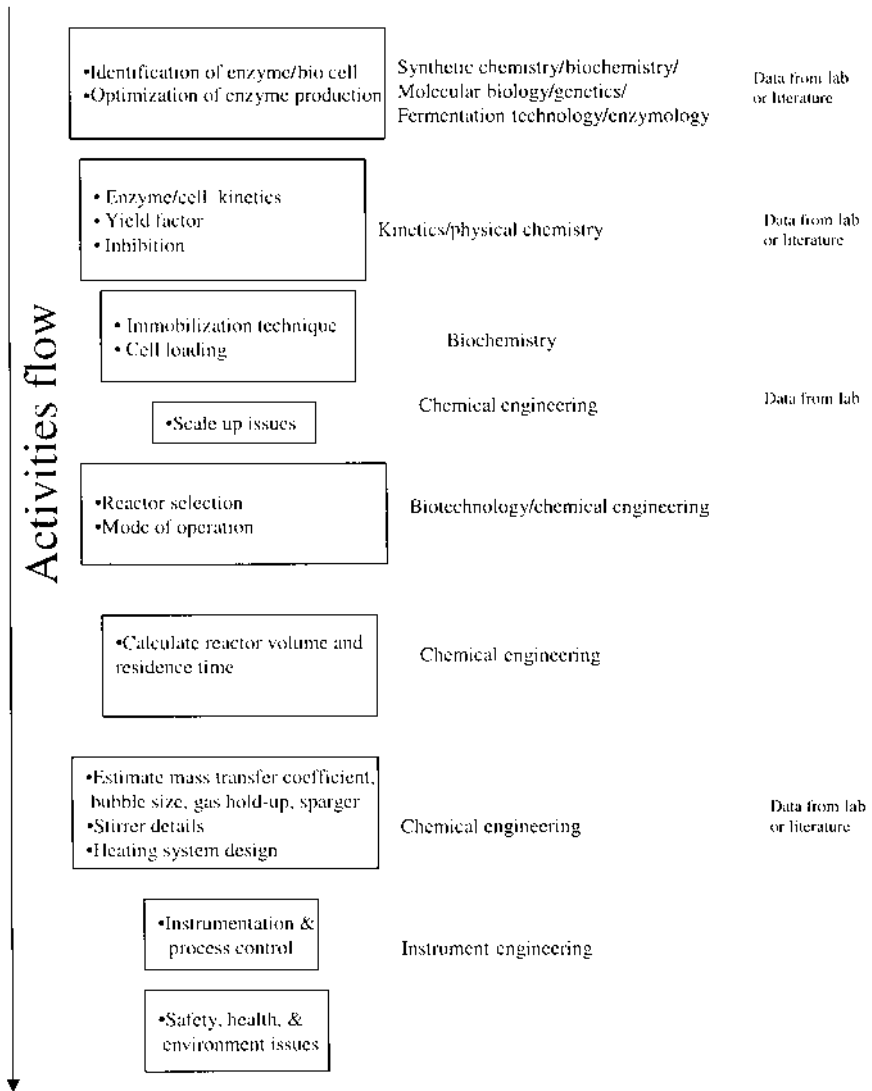 •Identification of enzyme/bio cell
•Optimization of enzyme production
Synthetic chemistry/biochemistry/
Molecular biology/genetics/
Fermentation technology/enzymology
Data from lab
or literature
• Enzyme/cell kinetics
• Yield factor
• Inhibition
Kinetics/physical chemistry
Data from lab
or literature
Activities flow
• Immobilization technique
• Cell loading
Biochemistry
•Scale up issues
Chemical engineering
Data from lab
•Reactor selection
•Mode of operation
Biotechnology/chemical engineering
•Calculate reactor volume and
residence time
Chemical engineering
•Estimate mass transfer coefficient,
bubble size, gas hold-up, sparger
•Stirrer details
•Heating system design
Chemical engineering
Data from lab
or literature
•Instrumentation &
process control
Instrument engineering
•Safety, health, &
environment issues